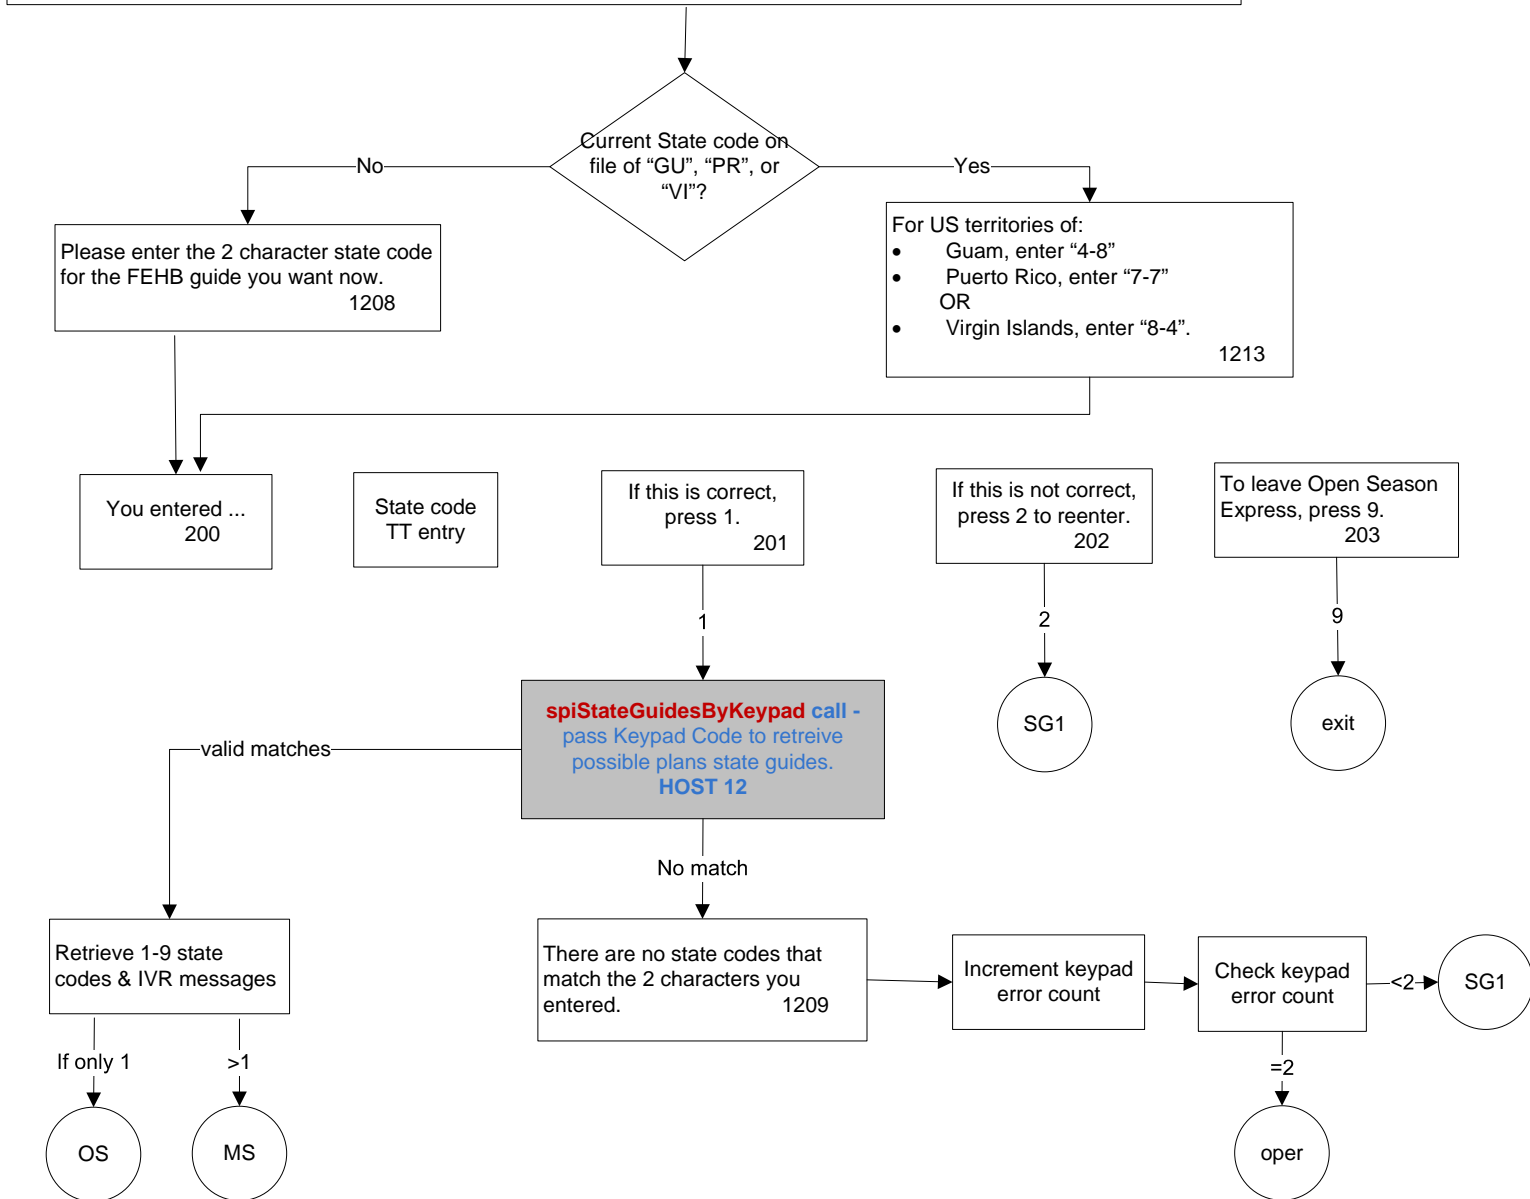 Current State code on
file of “GU”, “PR”, or
“VI”?
No
Yes
Please enter the 2 character state code
for the FEHB guide you want now.
1208
For US territories of:
• Guam, enter “4-8”
• Puerto Rico, enter “7-7”
OR
• Virgin Islands, enter “8-4”.
1213
You entered ...
200
State code
TT entry
If this is correct,
press 1.
201
If this is not correct,
press 2 to reenter.
202
To leave Open Season
Express, press 9.
203
1
2
9
spiStateGuidesByKeypad call -
pass Keypad Code to retreive
possible plans state guides.
HOST 12
SG1
exit
valid matches
No match
Retrieve 1-9 state
codes & IVR messages
There are no state codes that
match the 2 characters you
entered. 1209
Increment keypad
error count
Check keypad
error count
<2
SG1
If only 1
>1
=2
OS
MS
oper